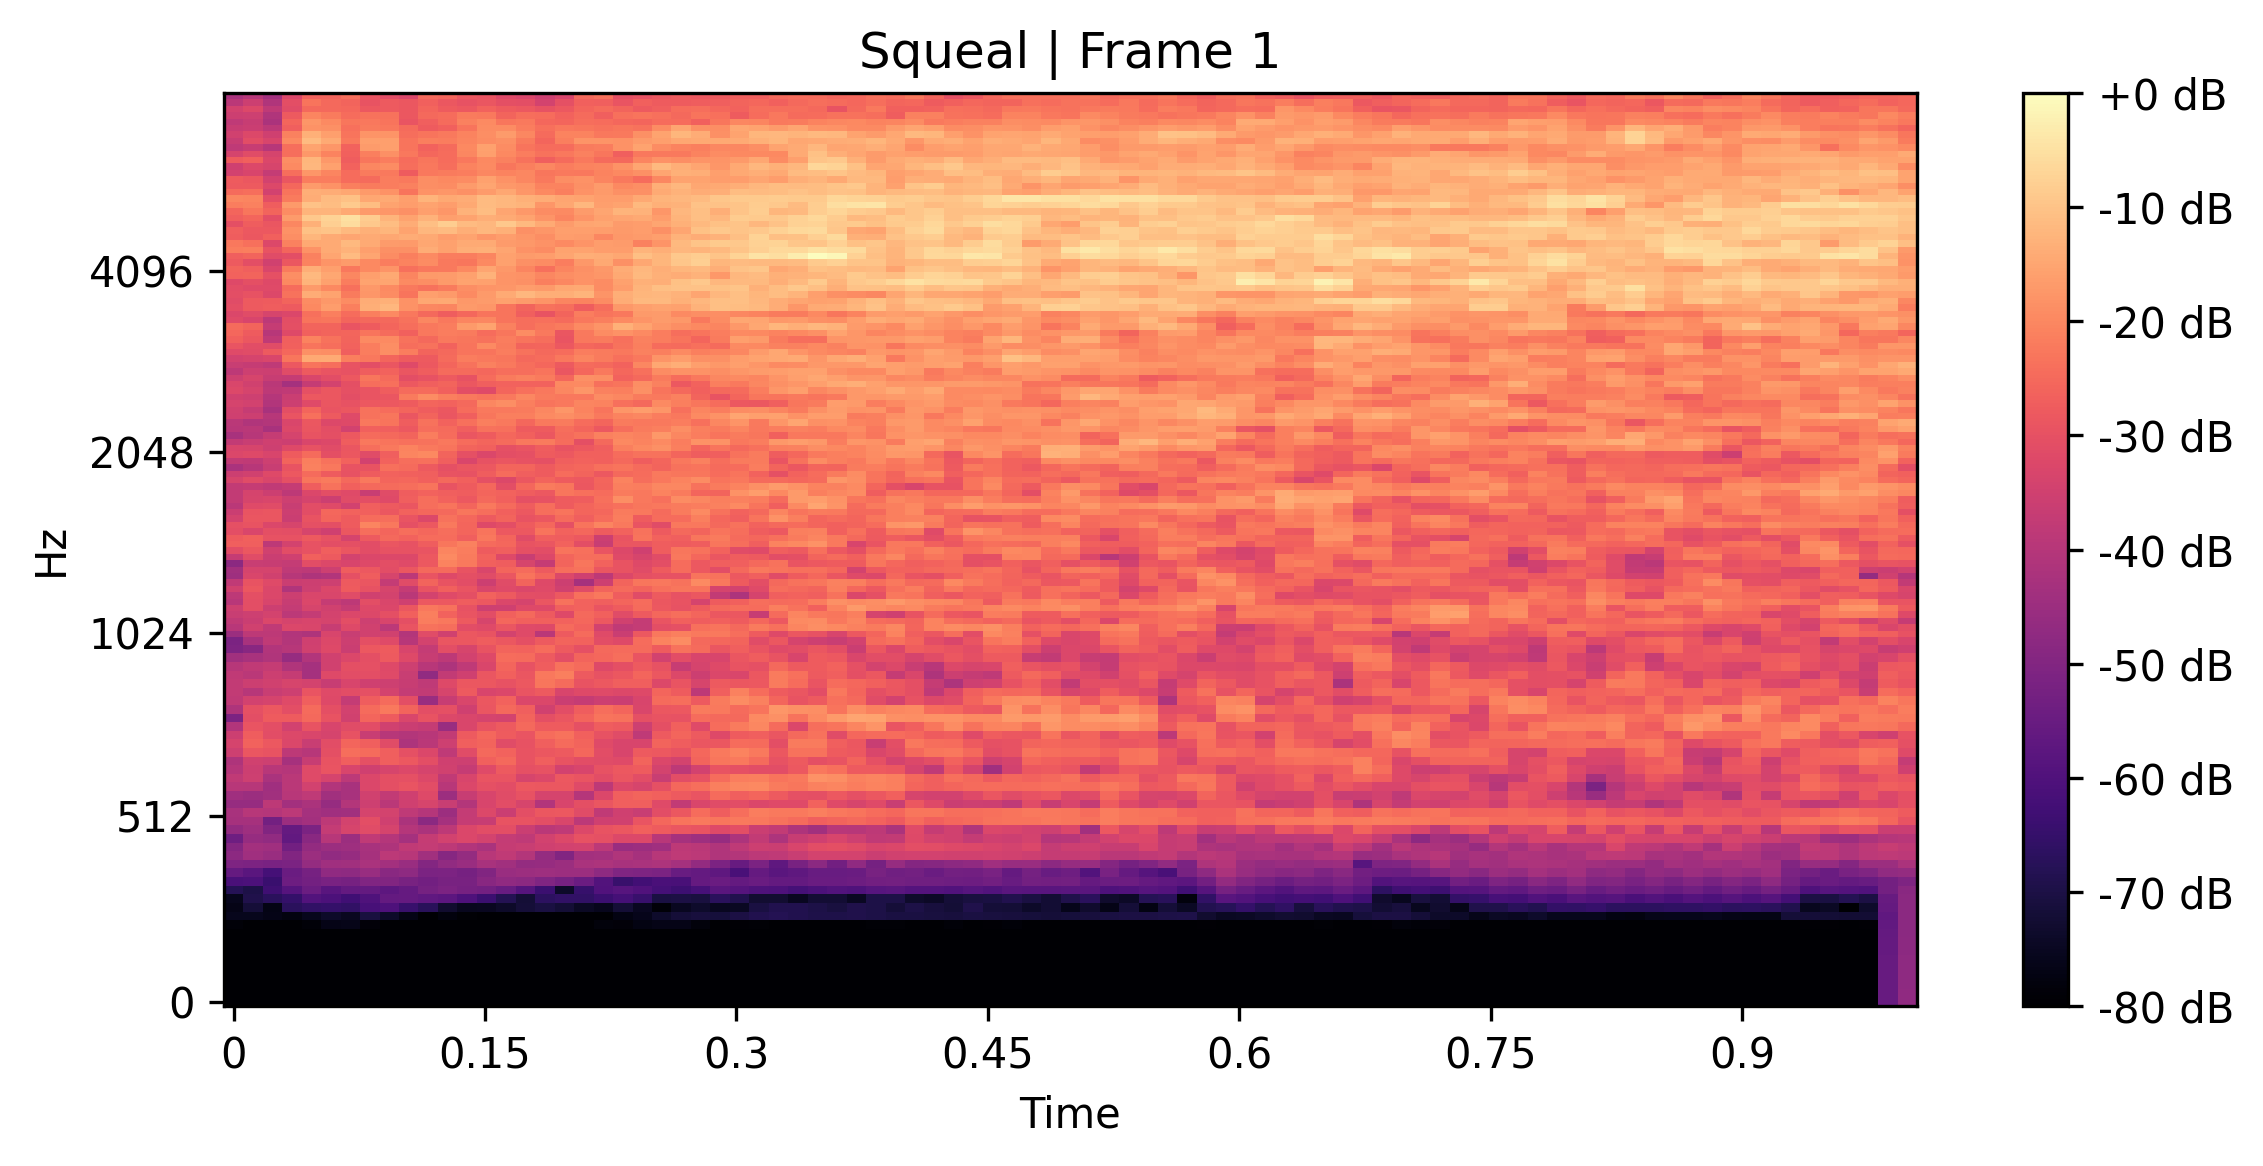 Squeal | Frame 1
Hz
4096
2048
1024
512
0
0 0.15 0.3 0.45 0.6 0.75 0.9
Time
+0 dB
-10 dB
-20 dB
-30 dB
-40 dB
-50 dB
-60 dB
-70 dB
-80 dB